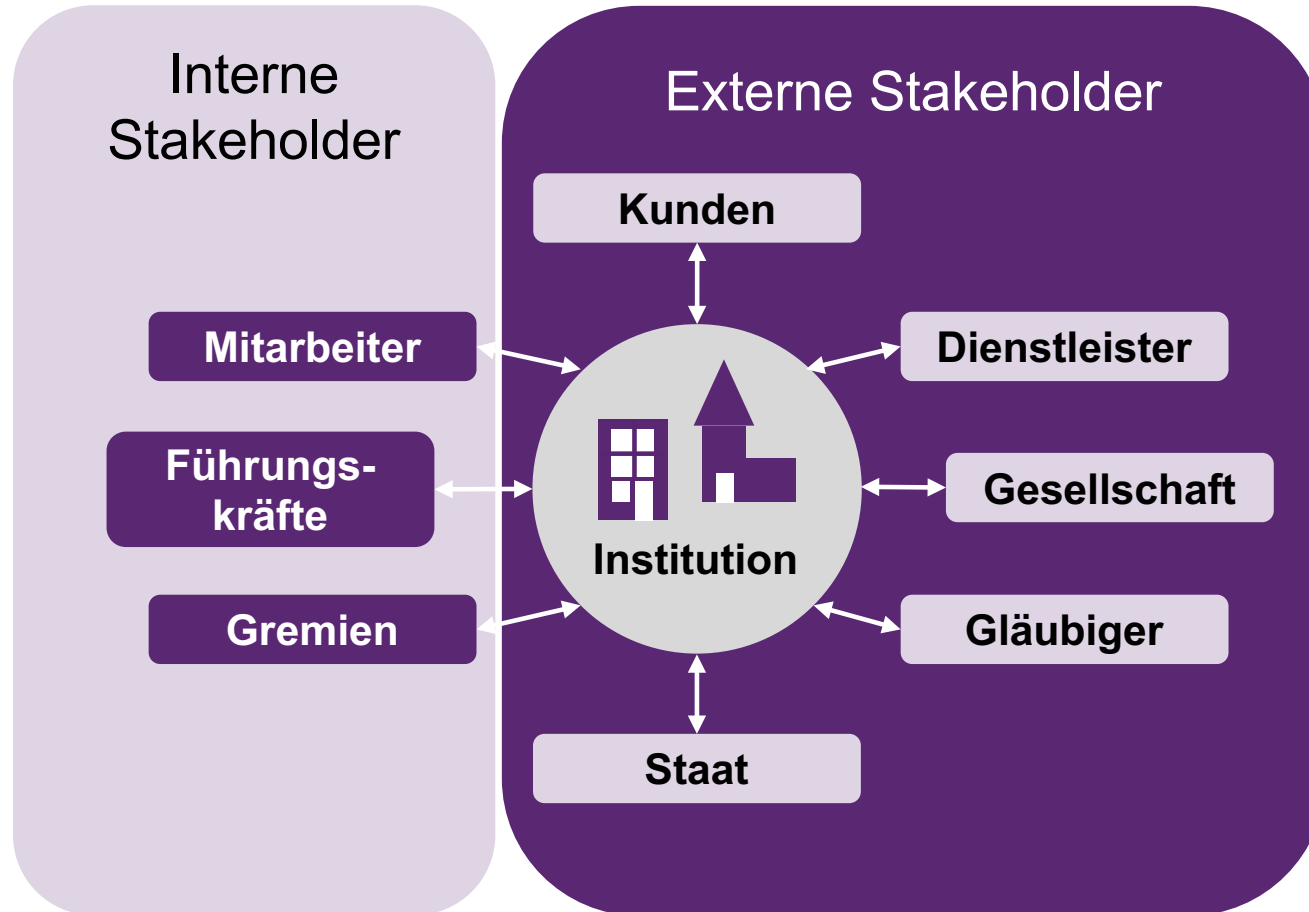 Interne
Stakeholder
Externe Stakeholder
Kunden
Mitarbeiter
Dienstleister
Führungs-
kräfte
Gesellschaft
Institution
Gremien
Gläubiger
Staat